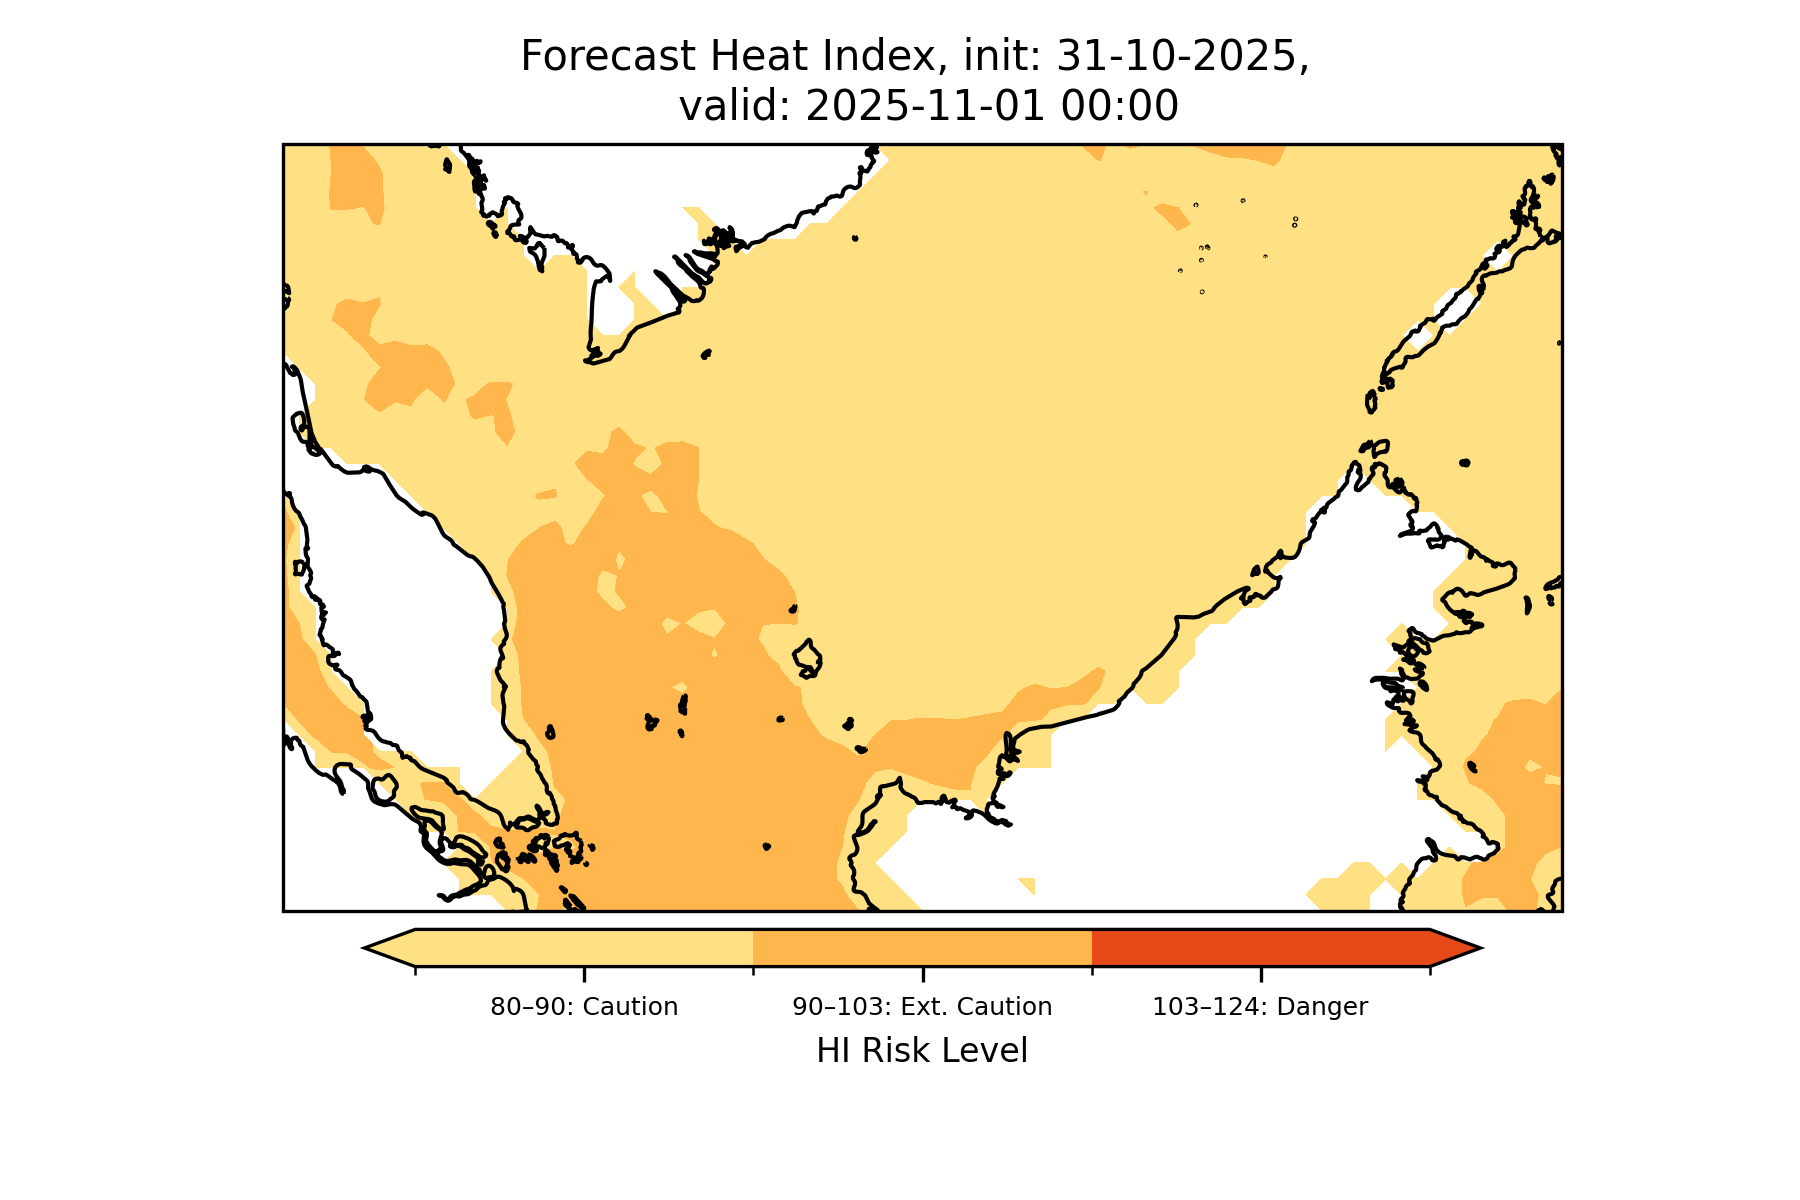 Forecast Heat Index, init: 31-10-2025,
valid: 2025-11-01 00:00
80–90: Caution
90–103: Ext. Caution
103–124: Danger
HI Risk Level